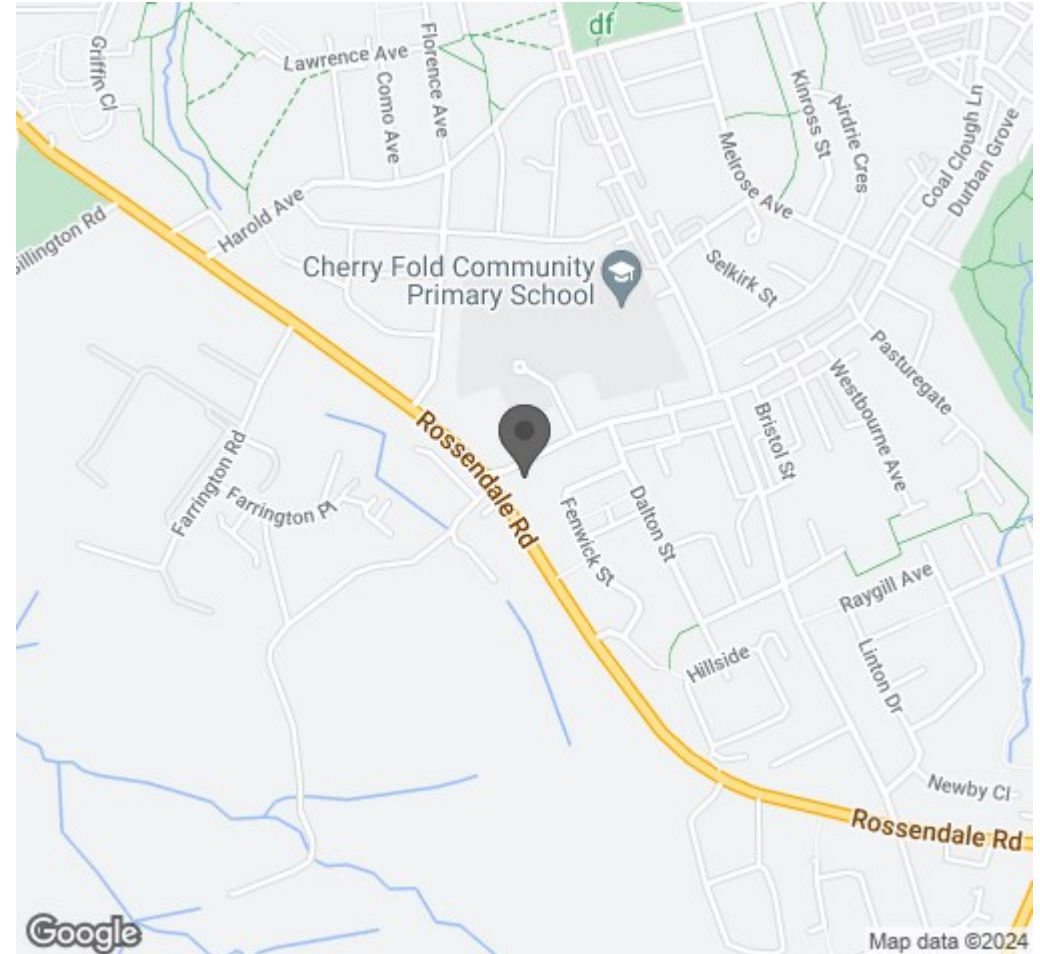 df
Griffin Cl
Lawrence Ave
Como Ave
Florence Ave
Kinross St
Airdrie Cres
Coal Clough Ln
Durban Grove
Melrose Ave
Harold Ave
Billington Rd
Cherry Fold Community
Primary School
Selkirk St
Pasturegate
Westbourne Ave
Bristol St
Rossendale Rd
Farrington Rd
Farrington Pl
Fenwick St
Dalton St
Raygill Ave
Hillside
Linton Dr
Newby Cl
Rossendale Rd
Google
Map data ©2024